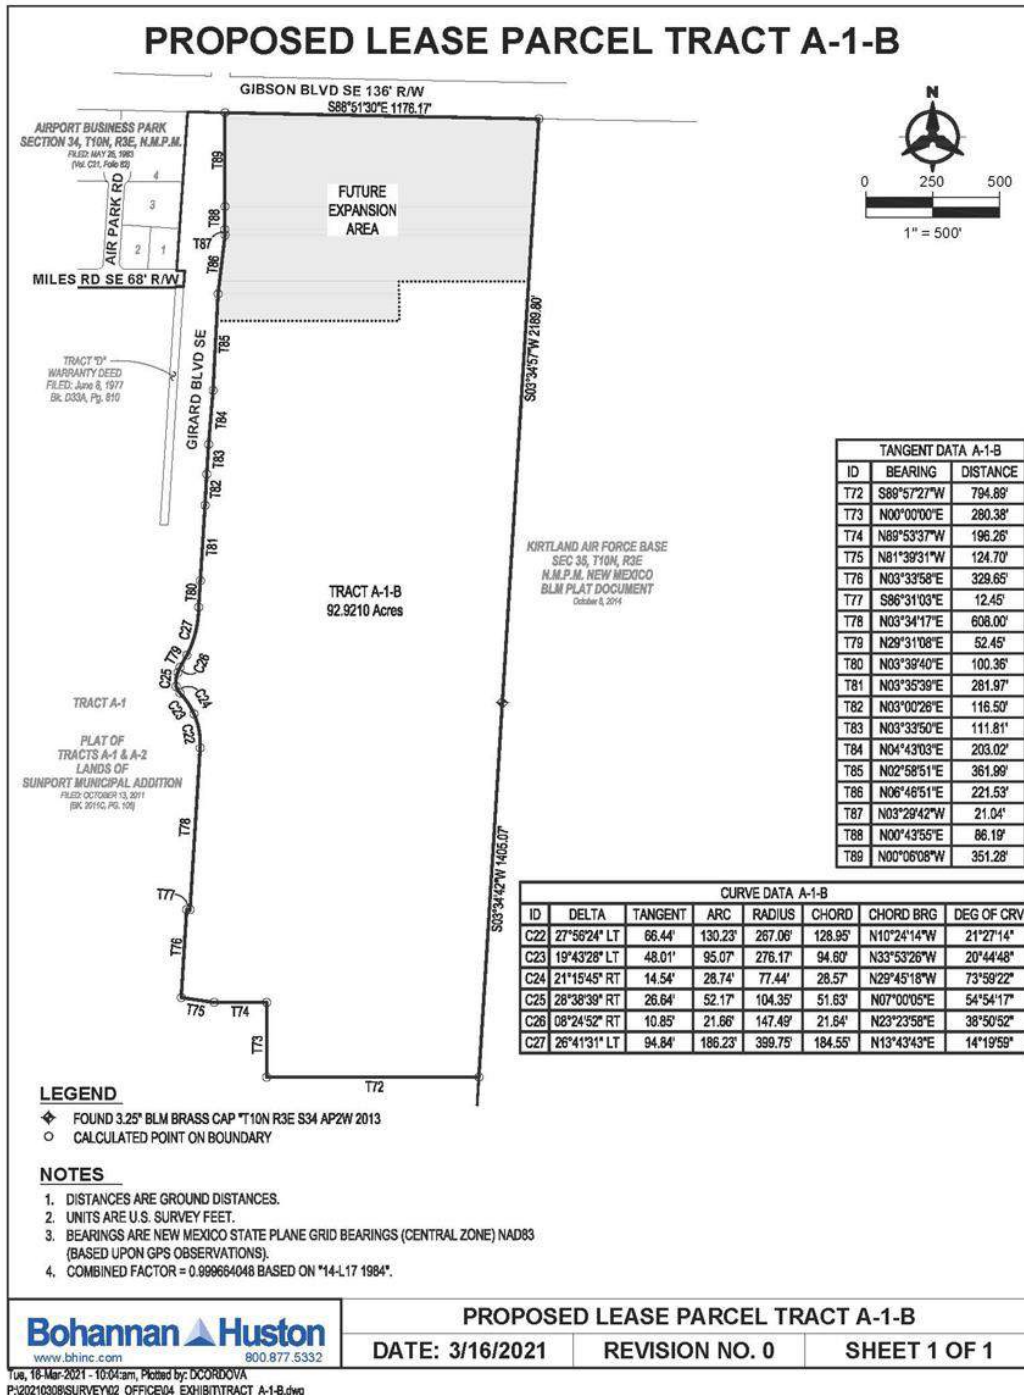 PROPOSED LEASE PARCEL TRACT A-1-B
GIBSON BLVD SE 136' R/W
S88°51'30"E 1176.17'
AIRPORT BUSINESS PARK
SECTION 34, T10N, R3E, N.M.P.M.
FILED: MAY 25, 1983
(Vol. C21, Folio 82)
4
3
2
1
AIR PARK RD
MILES RD SE 68' R/W
TRACT "D"
WARRANTY DEED
FILED: June 8, 1977
Bk. D33A, Pg. 810
GIRARD BLVD SE
T89
T88
T87
T86
T85
T84
T83
T82
T81
T80
C27
T79
C26
C25
C24
C23
C22
T78
T77
T76
T75
T74
T73
T72
FUTURE
EXPANSION
AREA
S03°34'57"W 2189.80'
S03°34'42"W 1405.07'
TRACT A-1-B
92.9210 Acres
KIRTLAND AIR FORCE BASE
SEC 35, T10N, R3E
N.M.P.M. NEW MEXICO
BLM PLAT DOCUMENT
October 8, 2014
TRACT A-1
PLAT OF
TRACTS A-1 & A-2
LANDS OF
SUNPORT MUNICIPAL ADDITION
FILED: OCTOBER 13, 2011
(BK. 2011C, PG. 109)
N
0 250 500
1" = 500'
TANGENT DATA A-1-B
ID BEARING DISTANCE
T72 S89°57'27"W 794.89'
T73 N00°00'00"E 280.38'
T74 N89°53'37"W 196.26'
T75 N81°39'31"W 124.70'
T76 N03°33'58"E 329.65'
T77 S86°31'03"E 12.45'
T78 N03°34'17"E 608.00'
T79 N29°31'08"E 52.45'
T80 N03°39'40"E 100.36'
T81 N03°35'39"E 281.97'
T82 N03°00'26"E 116.50'
T83 N03°33'50"E 111.81'
T84 N04°43'03"E 203.02'
T85 N02°58'51"E 361.99'
T86 N06°46'51"E 221.53'
T87 N03°29'42"W 21.04'
T88 N00°43'55"E 86.19'
T89 N00°06'08"W 351.28'
CURVE DATA A-1-B
ID DELTA TANGENT ARC RADIUS CHORD CHORD BRG DEG OF CRV
C22 27°56'24" LT 66.44' 130.23' 267.06' 128.95' N10°24'14"W 21°27'14"
C23 19°43'28" LT 48.01' 95.07' 276.17' 94.60' N33°53'26"W 20°44'48"
C24 21°15'45" RT 14.54' 28.74' 77.44' 28.57' N29°45'18"W 73°59'22"
C25 28°38'39" RT 26.64' 52.17' 104.35' 51.63' N07°00'05"E 54°54'17"
C26 08°24'52" RT 10.85' 21.66' 147.49' 21.64' N23°23'58"E 38°50'52"
C27 26°41'31" LT 94.84' 186.23' 399.75' 184.55' N13°43'43"E 14°19'59"
LEGEND
FOUND 3.25" BLM BRASS CAP "T10N R3E S34 AP2W 2013
CALCULATED POINT ON BOUNDARY
NOTES
1. DISTANCES ARE GROUND DISTANCES.
2. UNITS ARE U.S. SURVEY FEET.
3. BEARINGS ARE NEW MEXICO STATE PLANE GRID BEARINGS (CENTRAL ZONE) NAD83
(BASED UPON GPS OBSERVATIONS).
4. COMBINED FACTOR = 0.999664048 BASED ON "14-L17 1984".
Bohannan Huston
www.bhinc.com 800.877.5332
PROPOSED LEASE PARCEL TRACT A-1-B
DATE: 3/16/2021 REVISION NO. 0 SHEET 1 OF 1
Tue, 16-Mar-2021 - 10:04:am, Plotted by: DCORDOVA
P:\20210308\SURVEY\02_OFFICE\04_EXHIBIT\TRACT_A-1-B.dwg